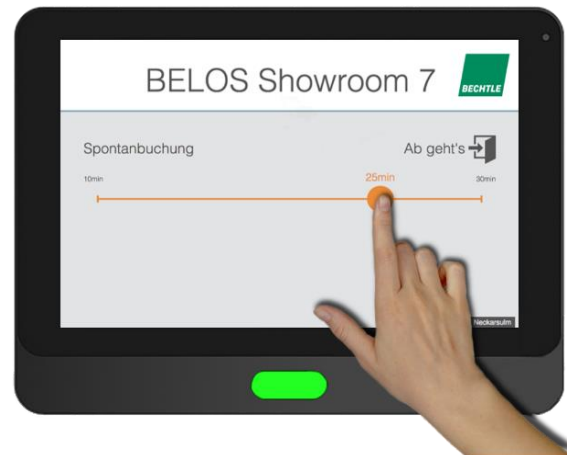 BELOS Showroom 7
BECHTLE
Spontanbuchung
Ab geht's
25min
10min
30min
Neckarsulm